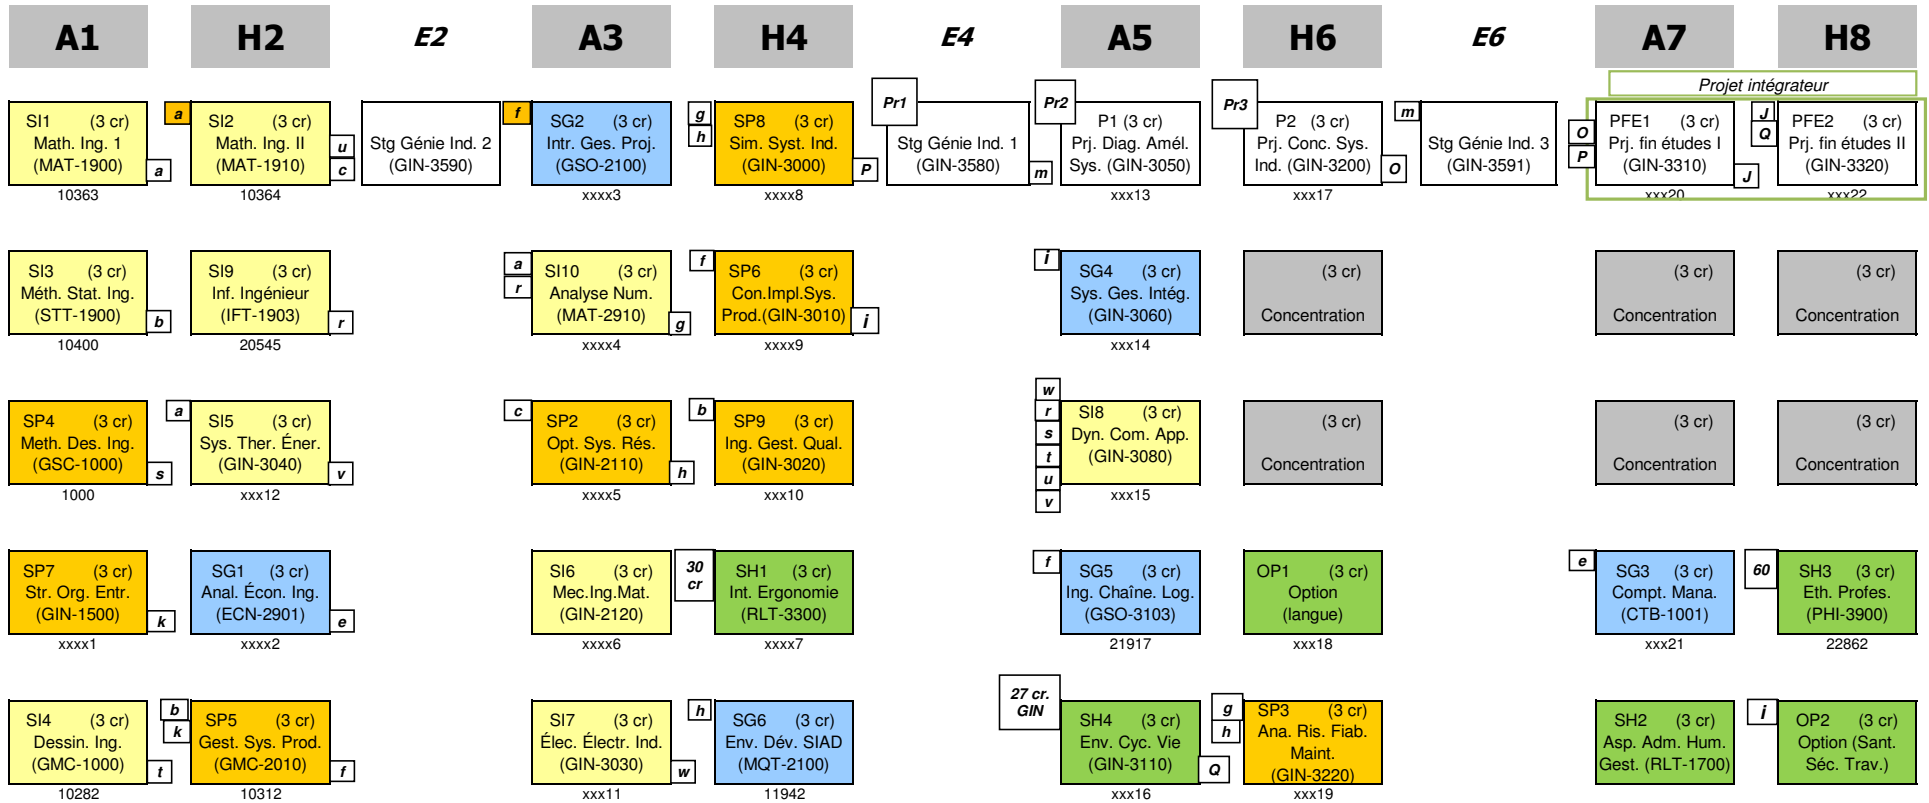 A1 H2 E2 A3 H4 E4 A5 H6 E6 A7 H8
Projet intégrateur
SI1 (3 cr)
Math. Ing. 1
(MAT-1900)
a
10363
a
SI2 (3 cr)
Math. Ing. II
(MAT-1910)
u
c
10364
Stg Génie Ind. 2
(GIN-3590)
f
SG2 (3 cr)
Intr. Ges. Proj.
(GSO-2100)
xxxx3
g
h
SP8 (3 cr)
Sim. Syst. Ind.
(GIN-3000)
P
xxxx8
Pr1
Stg Génie Ind. 1
(GIN-3580)
m
Pr2
P1 (3 cr)
Prj. Diag. Amél.
Sys. (GIN-3050)
xxx13
Pr3
P2 (3 cr)
Prj. Conc. Sys.
Ind. (GIN-3200)
O
xxx17
m
Stg Génie Ind. 3
(GIN-3591)
O
P
PFE1 (3 cr)
Prj. fin études I
(GIN-3310)
J
xxx20
J
Q
PFE2 (3 cr)
Prj. fin études II
(GIN-3320)
xxx22
SI3 (3 cr)
Méth. Stat. Ing.
(STT-1900)
b
10400
SI9 (3 cr)
Inf. Ingénieur
(IFT-1903)
r
20545
a
r
SI10 (3 cr)
Analyse Num.
(MAT-2910)
g
xxxx4
f
SP6 (3 cr)
Con.Impl.Sys.
Prod.(GIN-3010)
i
xxxx9
i
SG4 (3 cr)
Sys. Ges. Intég.
(GIN-3060)
xxx14
(3 cr)
Concentration
(3 cr)
Concentration
(3 cr)
Concentration
SP4 (3 cr)
Meth. Des. Ing.
(GSC-1000)
s
1000
a
SI5 (3 cr)
Sys. Ther. Éner.
(GIN-3040)
v
xxx12
c
SP2 (3 cr)
Opt. Sys. Rés.
(GIN-2110)
h
xxxx5
b
SP9 (3 cr)
Ing. Gest. Qual.
(GIN-3020)
xxx10
w
r
s
t
u
v
SI8 (3 cr)
Dyn. Com. App.
(GIN-3080)
xxx15
(3 cr)
Concentration
(3 cr)
Concentration
(3 cr)
Concentration
SP7 (3 cr)
Str. Org. Entr.
(GIN-1500)
k
xxxx1
SG1 (3 cr)
Anal. Écon. Ing.
(ECN-2901)
e
xxxx2
SI6 (3 cr)
Mec.Ing.Mat.
(GIN-2120)
xxxx6
30
cr
SH1 (3 cr)
Int. Ergonomie
(RLT-3300)
xxxx7
f
SG5 (3 cr)
Ing. Chaîne. Log.
(GSO-3103)
21917
OP1 (3 cr)
Option
(langue)
xxx18
e
SG3 (3 cr)
Compt. Mana.
(CTB-1001)
xxx21
60
SH3 (3 cr)
Eth. Profes.
(PHI-3900)
22862
SI4 (3 cr)
Dessin. Ing.
(GMC-1000)
t
10282
b
k
SP5 (3 cr)
Gest. Sys. Prod.
(GMC-2010)
f
10312
SI7 (3 cr)
Élec. Électr. Ind.
(GIN-3030)
w
xxx11
h
SG6 (3 cr)
Env. Dév. SIAD
(MQT-2100)
11942
27 cr.
GIN
SH4 (3 cr)
Env. Cyc. Vie
(GIN-3110)
Q
xxx16
g
h
SP3 (3 cr)
Ana. Ris. Fiab.
Maint.
(GIN-3220)
xxx19
SH2 (3 cr)
Asp. Adm. Hum.
Gest. (RLT-1700)
i
OP2 (3 cr)
Option (Sant.
Séc. Trav.)